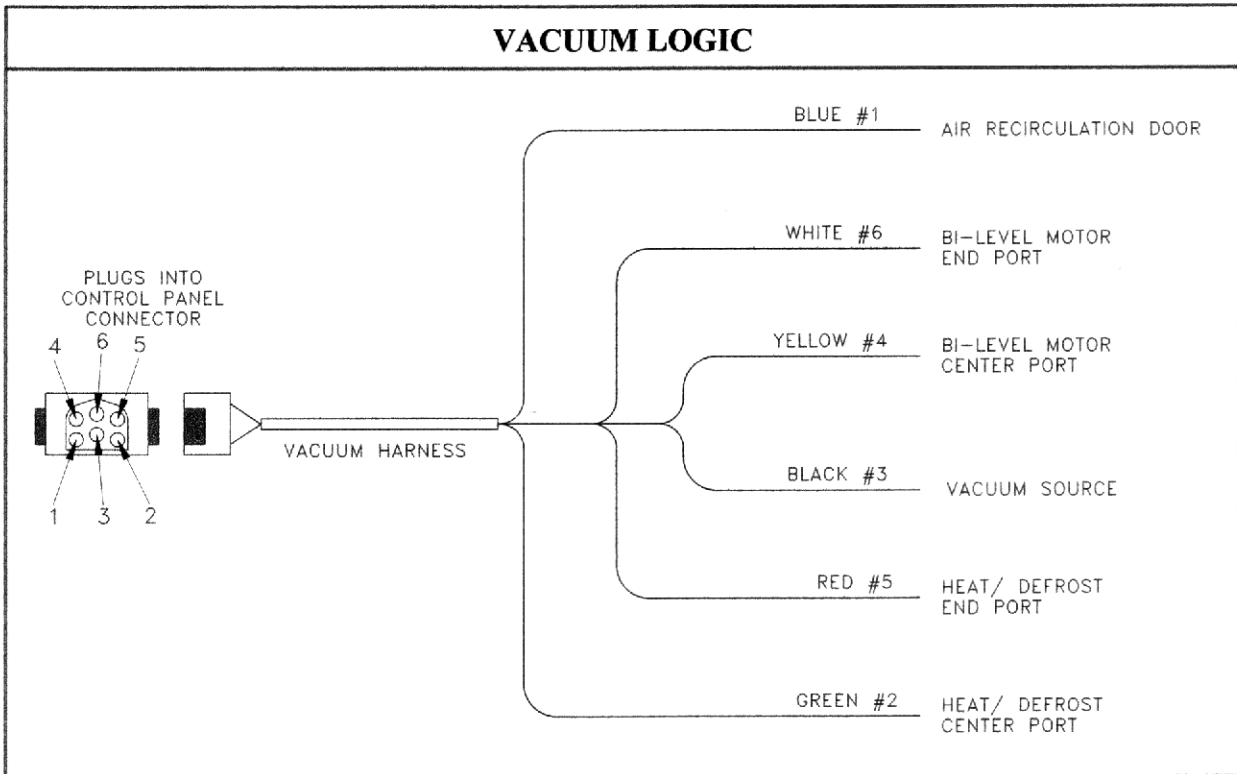 VACUUM LOGIC
BLUE #1
AIR RECIRCULATION DOOR
WHITE #6
BI-LEVEL MOTOR
END PORT
PLUGS INTO
CONTROL PANEL
CONNECTOR
4
6
5
YELLOW #4
BI-LEVEL MOTOR
CENTER PORT
VACUUM HARNESS
BLACK #3
VACUUM SOURCE
1
3
2
RED #5
HEAT/ DEFROST
END PORT
GREEN #2
HEAT/ DEFROST
CENTER PORT